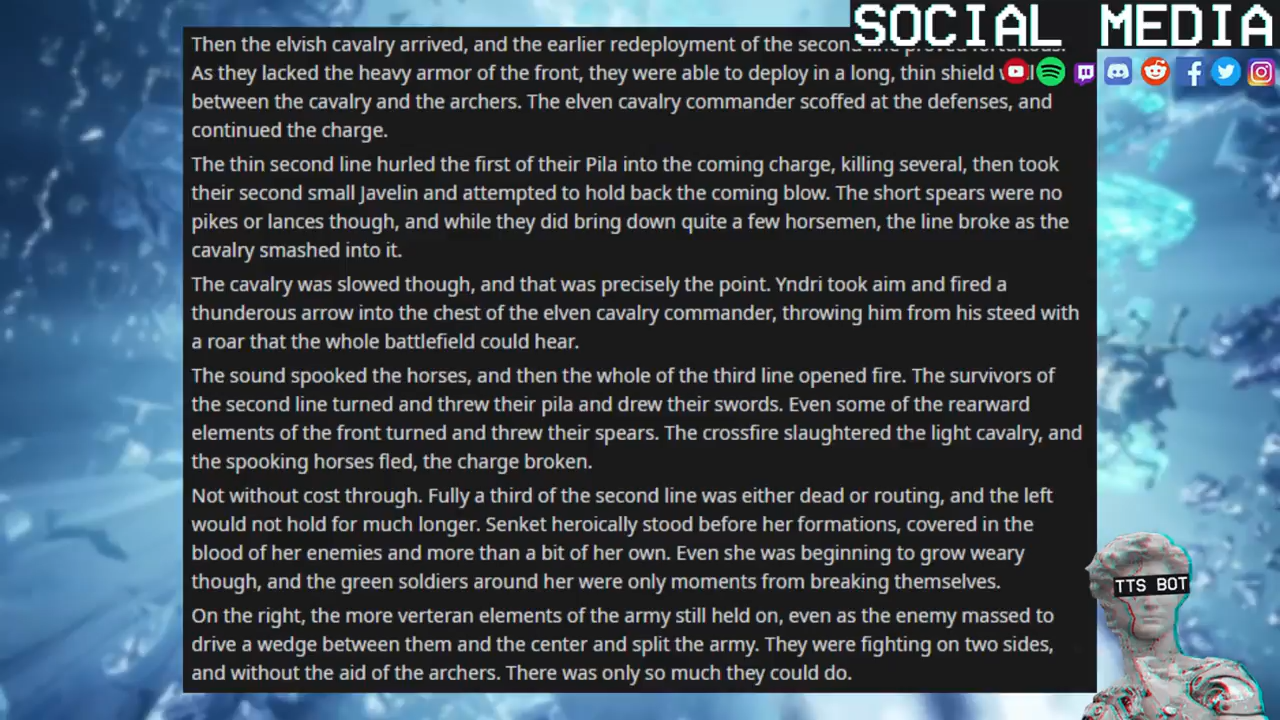 SOCIAL MEDIA
Then the elvish cavalry arrived, and the earlier redeployment of the second line proved fortuitous.
As they lacked the heavy armor of the front, they were able to deploy in a long, thin shield
between the cavalry and the archers. The elven cavalry commander scoffed at the defenses, and
continued the charge.
The thin second line hurled the first of their Pila into the coming charge, killing several, then took
their second small Javelin and attempted to hold back the coming blow. The short spears were no
pikes or lances though, and while they did bring down quite a few horsemen, the line broke as the
cavalry smashed into it.
The cavalry was slowed though, and that was precisely the point. Yndri took aim and fired a
thunderous arrow into the chest of the elven cavalry commander, throwing him from his steed with
a roar that the whole battlefield could hear.
The sound spooked the horses, and then the whole of the third line opened fire. The survivors of
the second line turned and threw their pila and drew their swords. Even some of the rearward
elements of the front turned and threw their spears. The crossfire slaughtered the light cavalry, and
the spooking horses fled, the charge broken.
Not without cost through. Fully a third of the second line was either dead or routing, and the left
would not hold for much longer. Senket heroically stood before her formations, covered in the
blood of her enemies and more than a bit of her own. Even she was beginning to grow weary
though, and the green soldiers around her were only moments from breaking themselves.
On the right, the more verteran elements of the army still held on, even as the enemy massed to
drive a wedge between them and the center and split the army. They were fighting on two sides,
and without the aid of the archers. There was only so much they could do.
TTS BOT